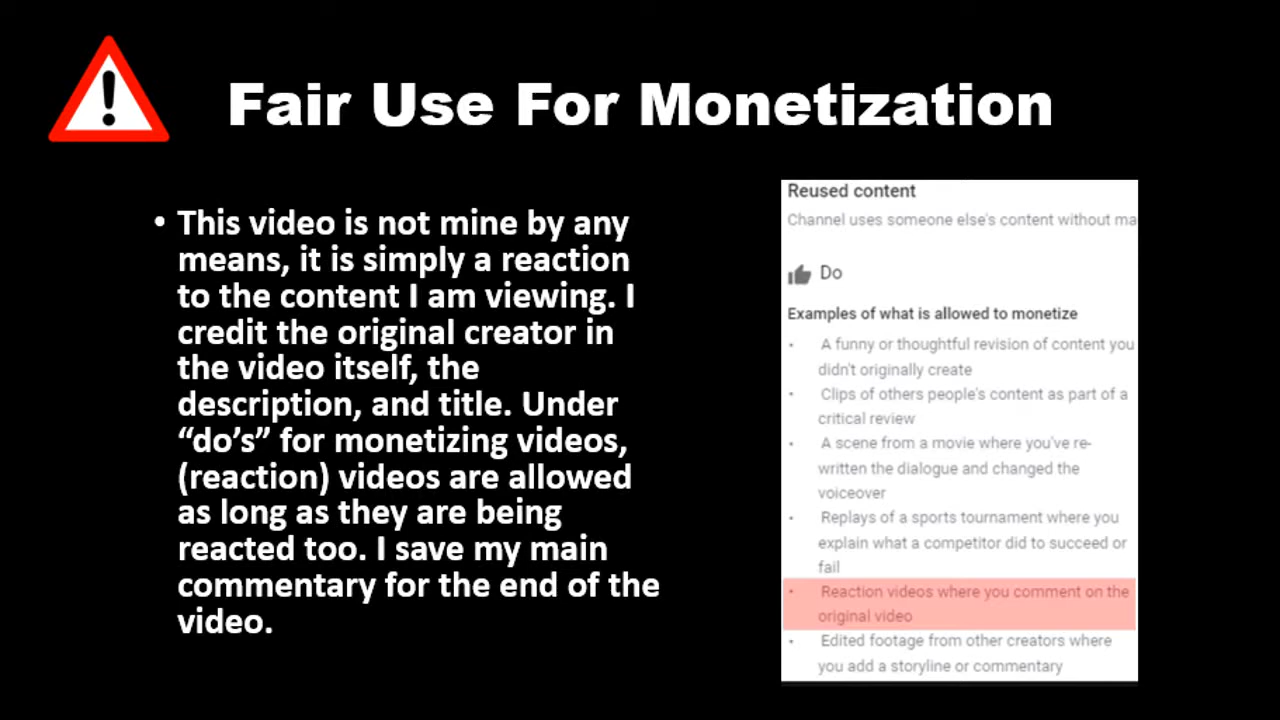 Fair Use For Monetization
• This video is not mine by any
means, it is simply a reaction
to the content I am viewing. I
credit the original creator in
the video itself, the
description, and title. Under
“do’s” for monetizing videos,
(reaction) videos are allowed
as long as they are being
reacted too. I save my main
commentary for the end of the
video.
Reused content
Channel uses someone else's content without ma
Do
Examples of what is allowed to monetize
• A funny or thoughtful revision of content you
didn't originally create
• Clips of others people's content as part of a
critical review
• A scene from a movie where you've re-
written the dialogue and changed the
voiceover
• Replays of a sports tournament where you
explain what a competitor did to succeed or
fail
• Reaction videos where you comment on the
original video
• Edited footage from other creators where
you add a storyline or commentary